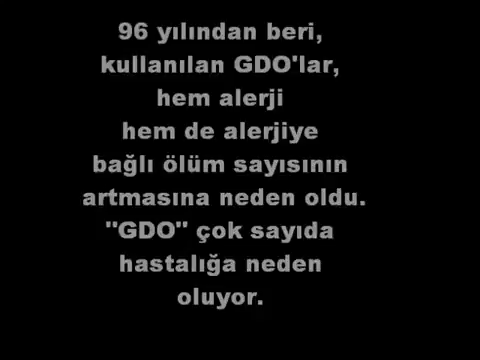 96 yılından beri,
kullanılan GDO'lar,
hem alerji
hem de alerjiye
bağlı ölüm sayısının
artmasına neden oldu.
"GDO" çok sayıda
hastalığa neden
oluyor.